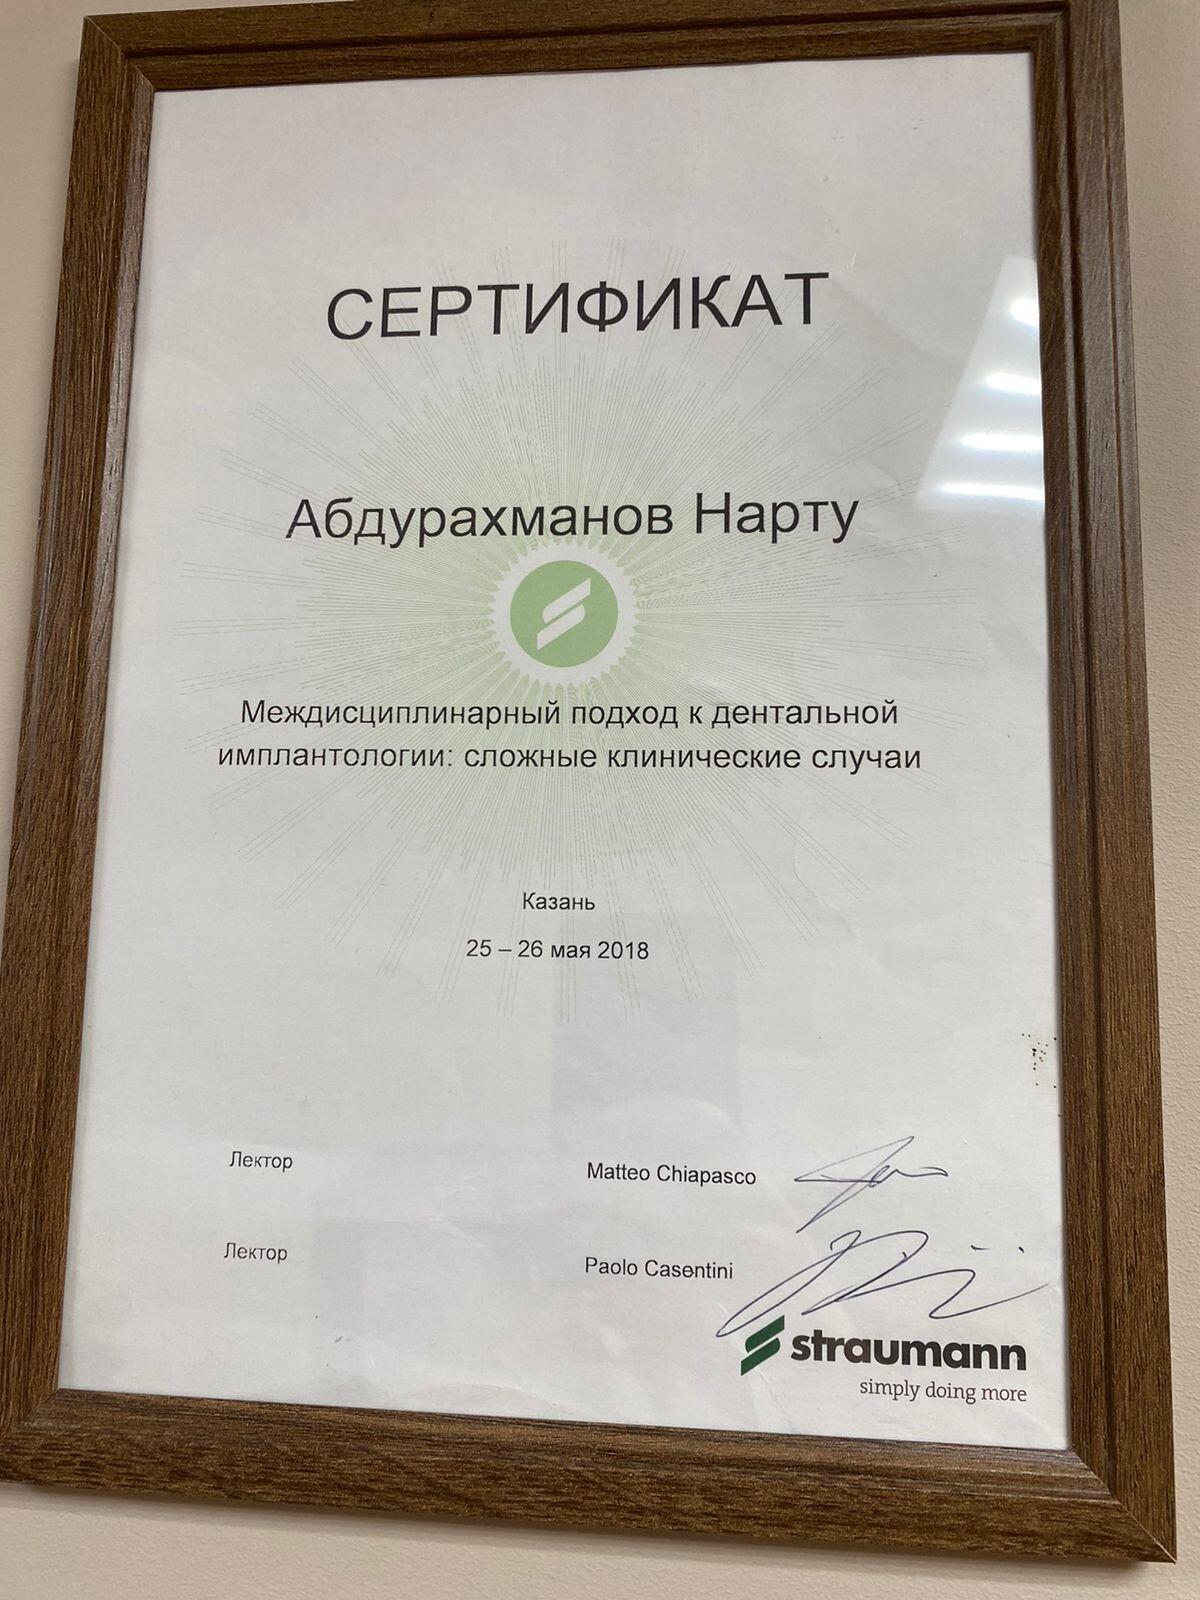 СЕРТИФИКАТ
Абдурахманов Нарту
Междисциплинарный подход к дентальной
имплантологии: сложные клинические случаи
Казань
25 – 26 мая 2018
Лектор
Matteo Chiapasco
Лектор
Paolo Casentini
straumann
simply doing more